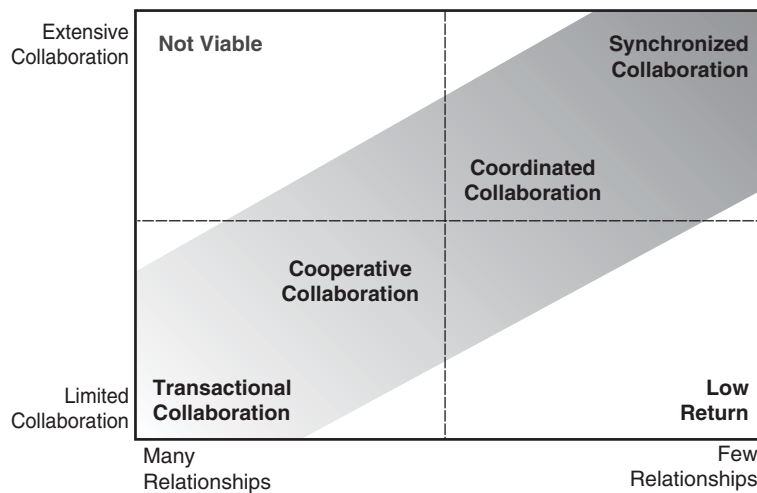 Extensive
Collaboration
Not Viable
Synchronized
Collaboration
Coordinated
Collaboration
Cooperative
Collaboration
Limited
Collaboration
Transactional
Collaboration
Low
Return
Many
Relationships
Few
Relationships